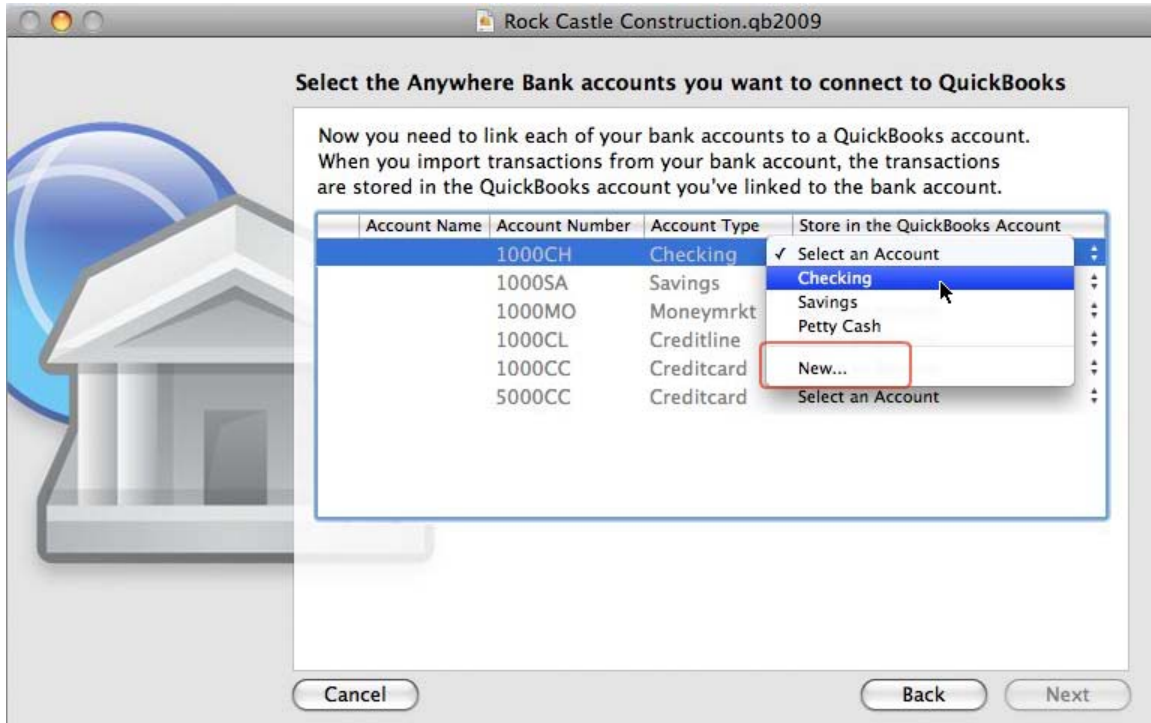 Rock Castle Construction.qb2009
Select the Anywhere Bank accounts you want to connect to QuickBooks
Now you need to link each of your bank accounts to a QuickBooks account.
When you import transactions from your bank account, the transactions
are stored in the QuickBooks account you've linked to the bank account.
Account Name Account Number Account Type Store in the QuickBooks Account
1000CH Checking ✓ Select an Account
Checking
1000SA Savings
Savings
1000MO Moneymrkt
Petty Cash
1000CL Creditline
1000CC Creditcard New...
5000CC Creditcard Select an Account
Cancel Back Next